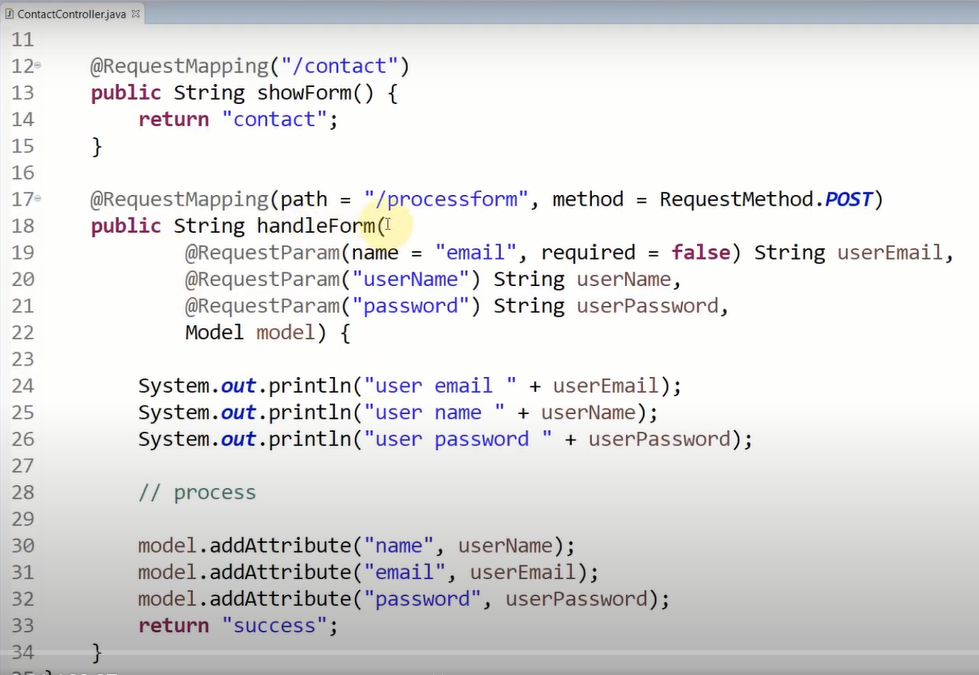 ContactController.java
11
12 @RequestMapping("/contact")
13 public String showForm() {
14 return "contact";
15 }
16
17 @RequestMapping(path = "/processform", method = RequestMethod.POST)
18 public String handleForm(
19 @RequestParam(name = "email", required = false) String userEmail,
20 @RequestParam("userName") String userName,
21 @RequestParam("password") String userPassword,
22 Model model) {
23
24 System.out.println("user email " + userEmail);
25 System.out.println("user name " + userName);
26 System.out.println("user password " + userPassword);
27
28 // process
29
30 model.addAttribute("name", userName);
31 model.addAttribute("email", userEmail);
32 model.addAttribute("password", userPassword);
33 return "success";
34 }